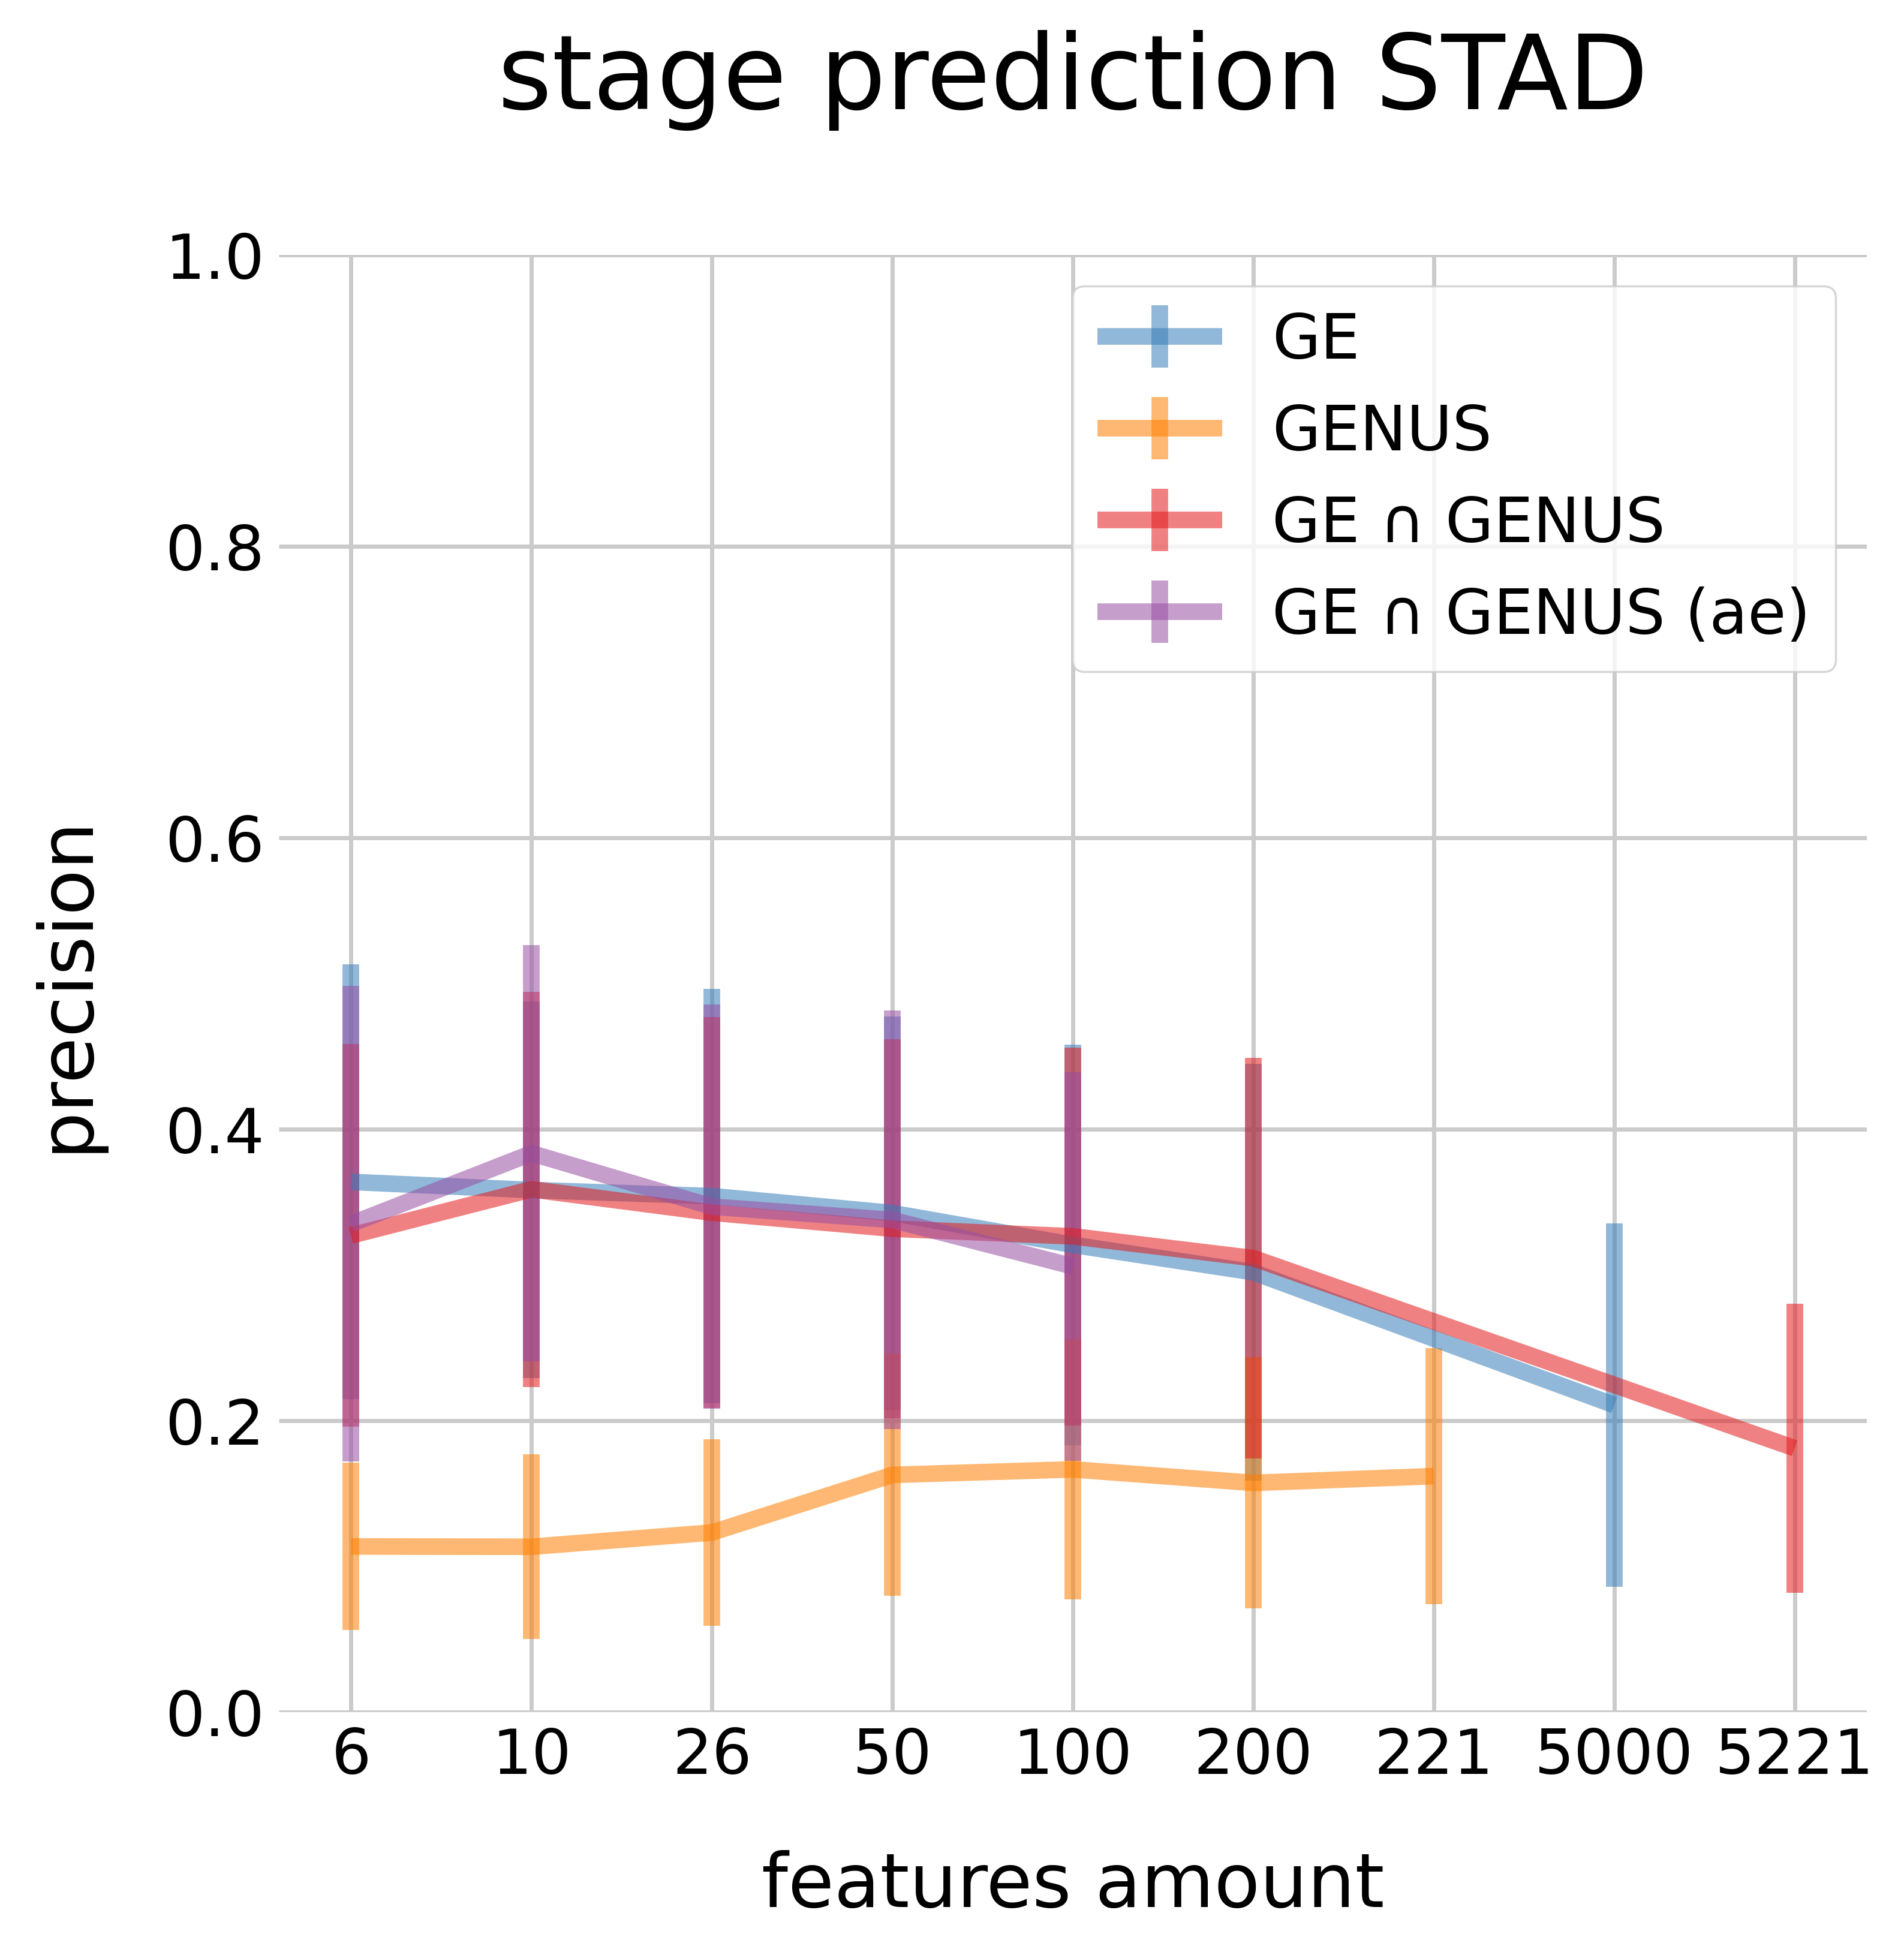 stage prediction STAD
1.0
0.8
0.6
0.4
0.2
0.0
precision
GE
GENUS
GE ∩ GENUS
GE ∩ GENUS (ae)
6 10 26 50 100 200 221 5000 5221
features amount